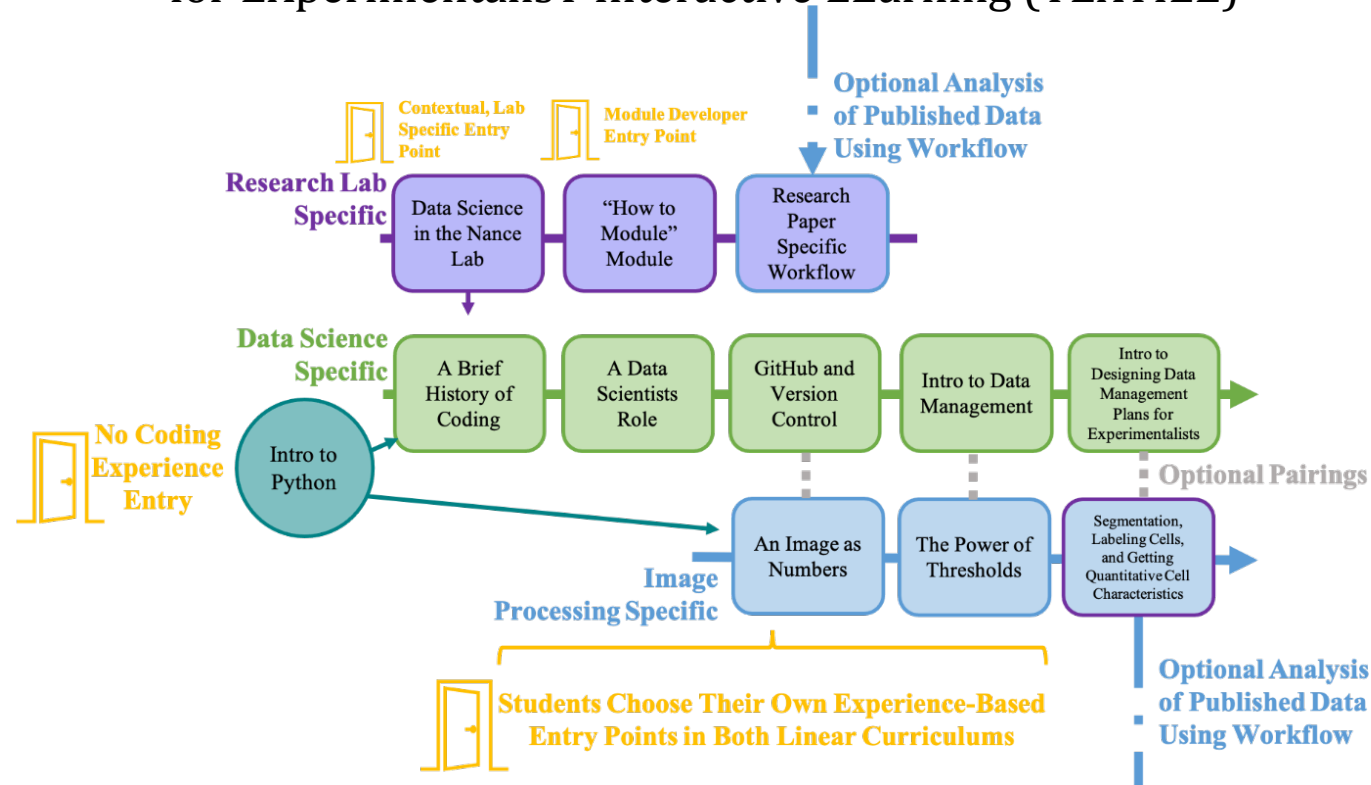 for ExperimentalisT interactive LEarning
Optional Analysis
of Published Data
Using Workflow
Contextual, Lab
Specific Entry
Point
Module Developer
Entry Point
Research Lab
Specific
Data Science
in the Nance
Lab
“How to
Module”
Module
Research
Paper
Specific
Workflow
Data Science
Specific
A Brief
History of
Coding
A Data
Scientists
Role
GitHub and
Version
Control
Intro to Data
Management
Intro to
Designing Data
Management
Plans for
Experimentalists
No Coding
Experience
Entry
Intro to
Python
Optional Pairings
An Image as
Numbers
The Power of
Thresholds
Segmentation,
Labeling Cells,
and Getting
Quantitative Cell
Characteristics
Image
Processing Specific
Students Choose Their Own Experience-Based
Entry Points in Both Linear Curriculums
Optional Analysis
of Published Data
Using Workflow